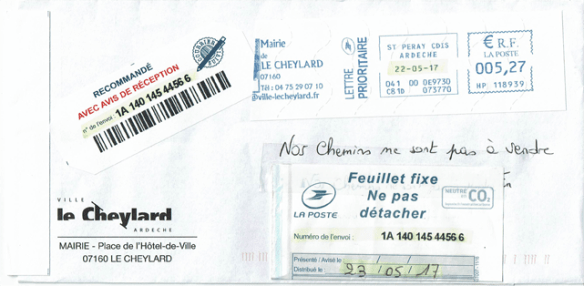 RECOMMANDÉ
AVEC AVIS DE RÉCEPTION
n° de l'envoi : 1A 140 145 4456 6
Mairie
de
LE CHEYLARD
07160
Tél : 04 75 29 07 10
@ville-lecheylard.fr
LETTRE
PRIORITAIRE
ST PERAY CDIS
ARDECHE
22-05-17
041 00 0E9730
C81D 073770
€ R.F.
LA POSTE
005,27
HP 118939
Nos Chemins ne sont pas à vendre
LA POSTE
Feuillet fixe
Ne pas
détacher
NEUTRE EN
CO2
Numéro de l'envoi : 1A 140 145 4456 6
Présenté / Avisé le :
Distribué le : 23 / 05 / 17
VILLE
le Cheylard
ARDECHE
MAIRIE - Place de l'Hôtel-de-Ville
07160 LE CHEYLARD